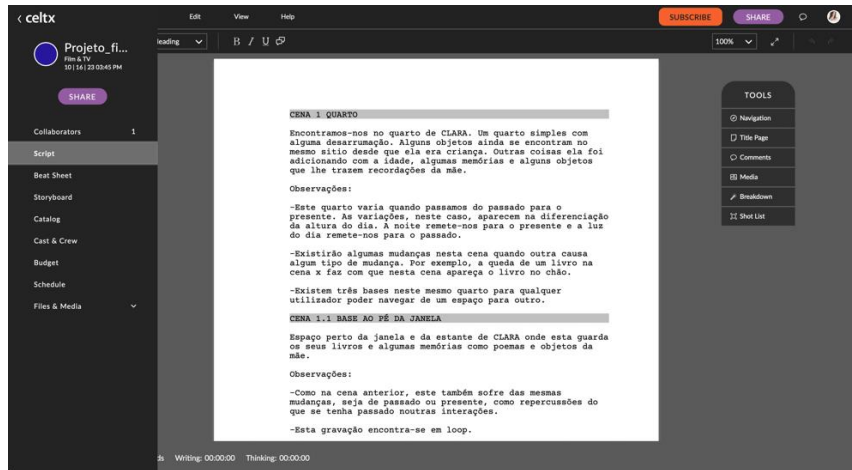 celtx
Edit View Help
SUBSCRIBE SHARE
eading
B I U
100%
Projeto_fi...
Film & TV
10 | 16 | 23 03:45 PM
SHARE
Collaborators 1
Script
Beat Sheet
Storyboard
Catalog
Cast & Crew
Budget
Schedule
Files & Media
CENA 1 QUARTO
Encontramos-nos no quarto de CLARA. Um quarto simples com
alguma desarrumação. Alguns objetos ainda se encontram no
mesmo sítio desde que ela era criança. Outras coisas ela foi
adicionando com a idade, algumas memórias e alguns objetos
que lhe trazem recordações da mãe.
Observações:
-Este quarto varia quando passamos do passado para o
presente. As variações, neste caso, aparecem na diferenciação
da altura do dia. A noite remete-nos para o presente e a luz
do dia remete-nos para o passado.
-Existirão algumas mudanças nesta cena quando outra causa
algum tipo de mudança. Por exemplo, a queda de um livro na
cena x faz com que nesta cena apareça o livro no chão.
-Existem três bases neste mesmo quarto para qualquer
utilizador poder navegar de um espaço para outro.
CENA 1.1 BASE AO PÉ DA JANELA
Espaço perto da janela e da estante de CLARA onde esta guarda
os seus livros e algumas memórias como poemas e objetos da
mãe.
Observações:
-Como na cena anterior, este também sofre das mesmas
mudanças, seja de passado ou presente, como repercussões do
que se tenha passado noutras interações.
-Esta gravação encontra-se em loop.
TOOLS
Navigation
Title Page
Comments
Media
Breakdown
Shot List
ds Writing: 00:00:00 Thinking: 00:00:00